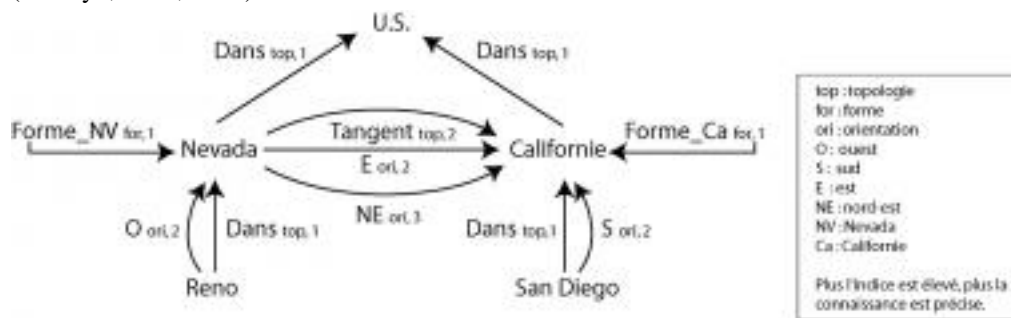 U.S.
Dans top,1 Dans top,1
Forme_NV for,1 Nevada Tangent top,2 Californie Forme_Ca for,1
E ori,2
NE ori,3
O ori,2 Dans top,1 Dans top,1 S ori,2
Reno San Diego
top :topologie
for :forme
ori :orientation
O : ouest
S : sud
E : est
NE :nord-est
NV :Nevada
Ca :Californie
Plus l'indice est élevé, plus la
connaissance est précise.